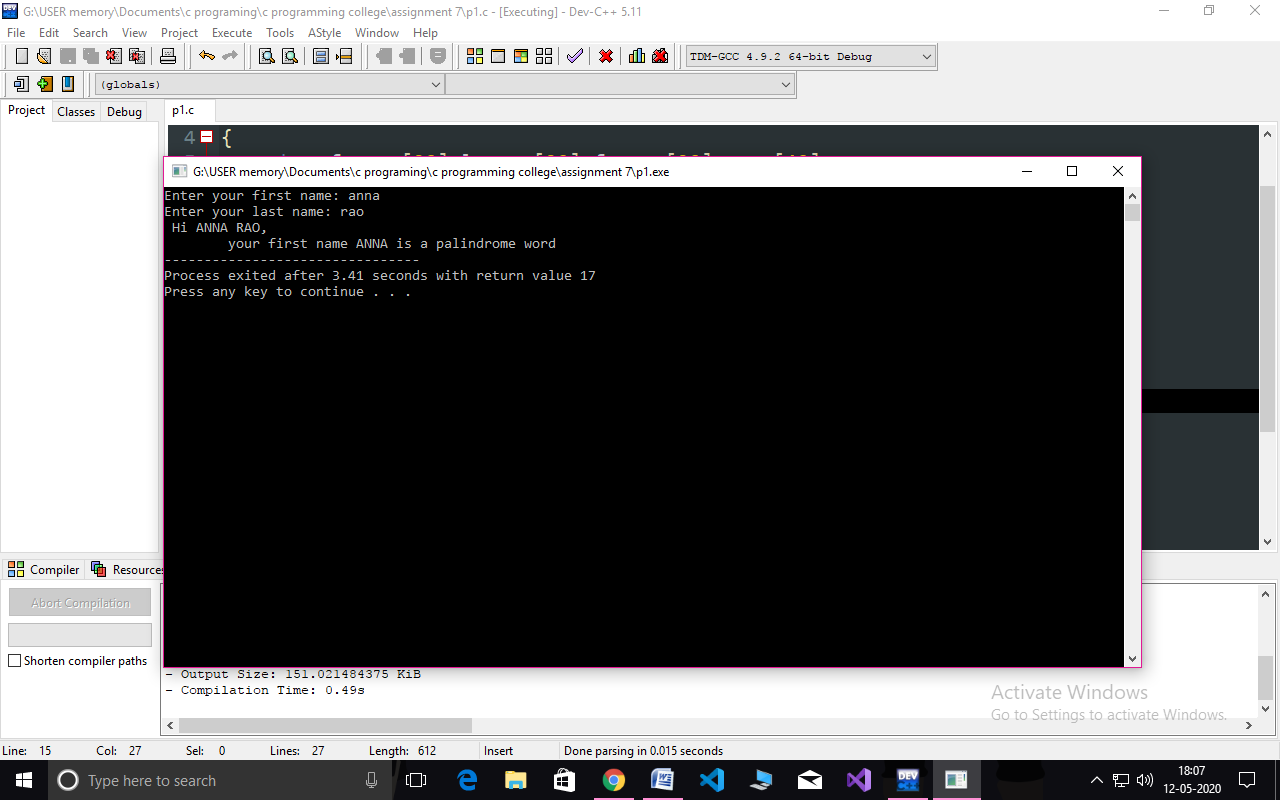 G:\USER memory\Documents\c programing\c programming college\assignment 7\p1.c - [Executing] - Dev-C++ 5.11
File Edit Search View Project Execute Tools AStyle Window Help
TDM-GCC 4.9.2 64-bit Debug
(globals)
Project Classes Debug p1.c
4 {
G:\USER memory\Documents\c programing\c programming college\assignment 7\p1.exe
Enter your first name: anna
Enter your last name: rao
Hi ANNA RAO,
your first name ANNA is a palindrome word
--------------------------------
Process exited after 3.41 seconds with return value 17
Press any key to continue . . .
Compiler Resources
Abort Compilation
Shorten compiler paths
- Output Size: 151.021484375 KiB
- Compilation Time: 0.49s
Activate Windows
Go to Settings to activate Windows.
Line: 15 Col: 27 Sel: 0 Lines: 27 Length: 612 Insert Done parsing in 0.015 seconds
Type here to search
DEV
18:07
12-05-2020